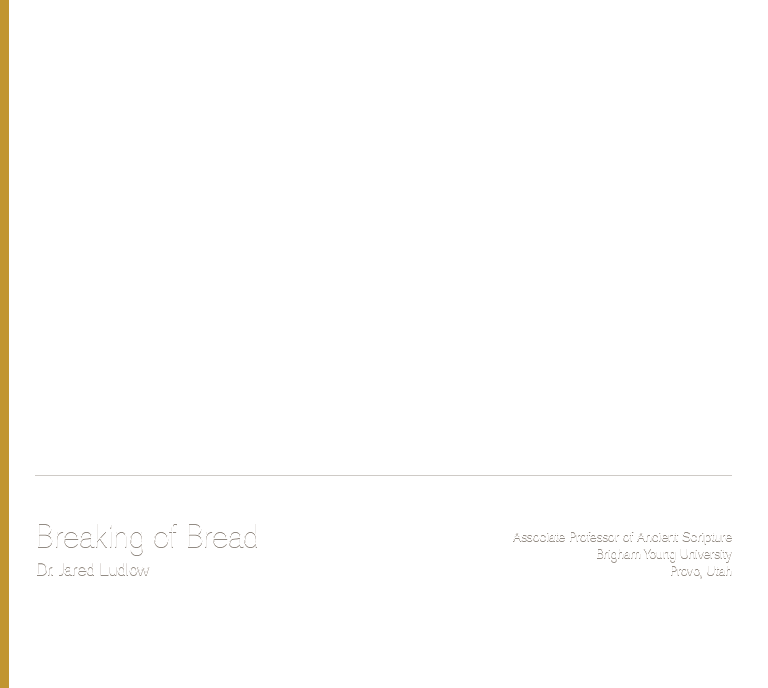 Breaking of Bread
Dr. Jared Ludlow
Associate Professor of Ancient Scripture
Brigham Young University
Provo, Utah